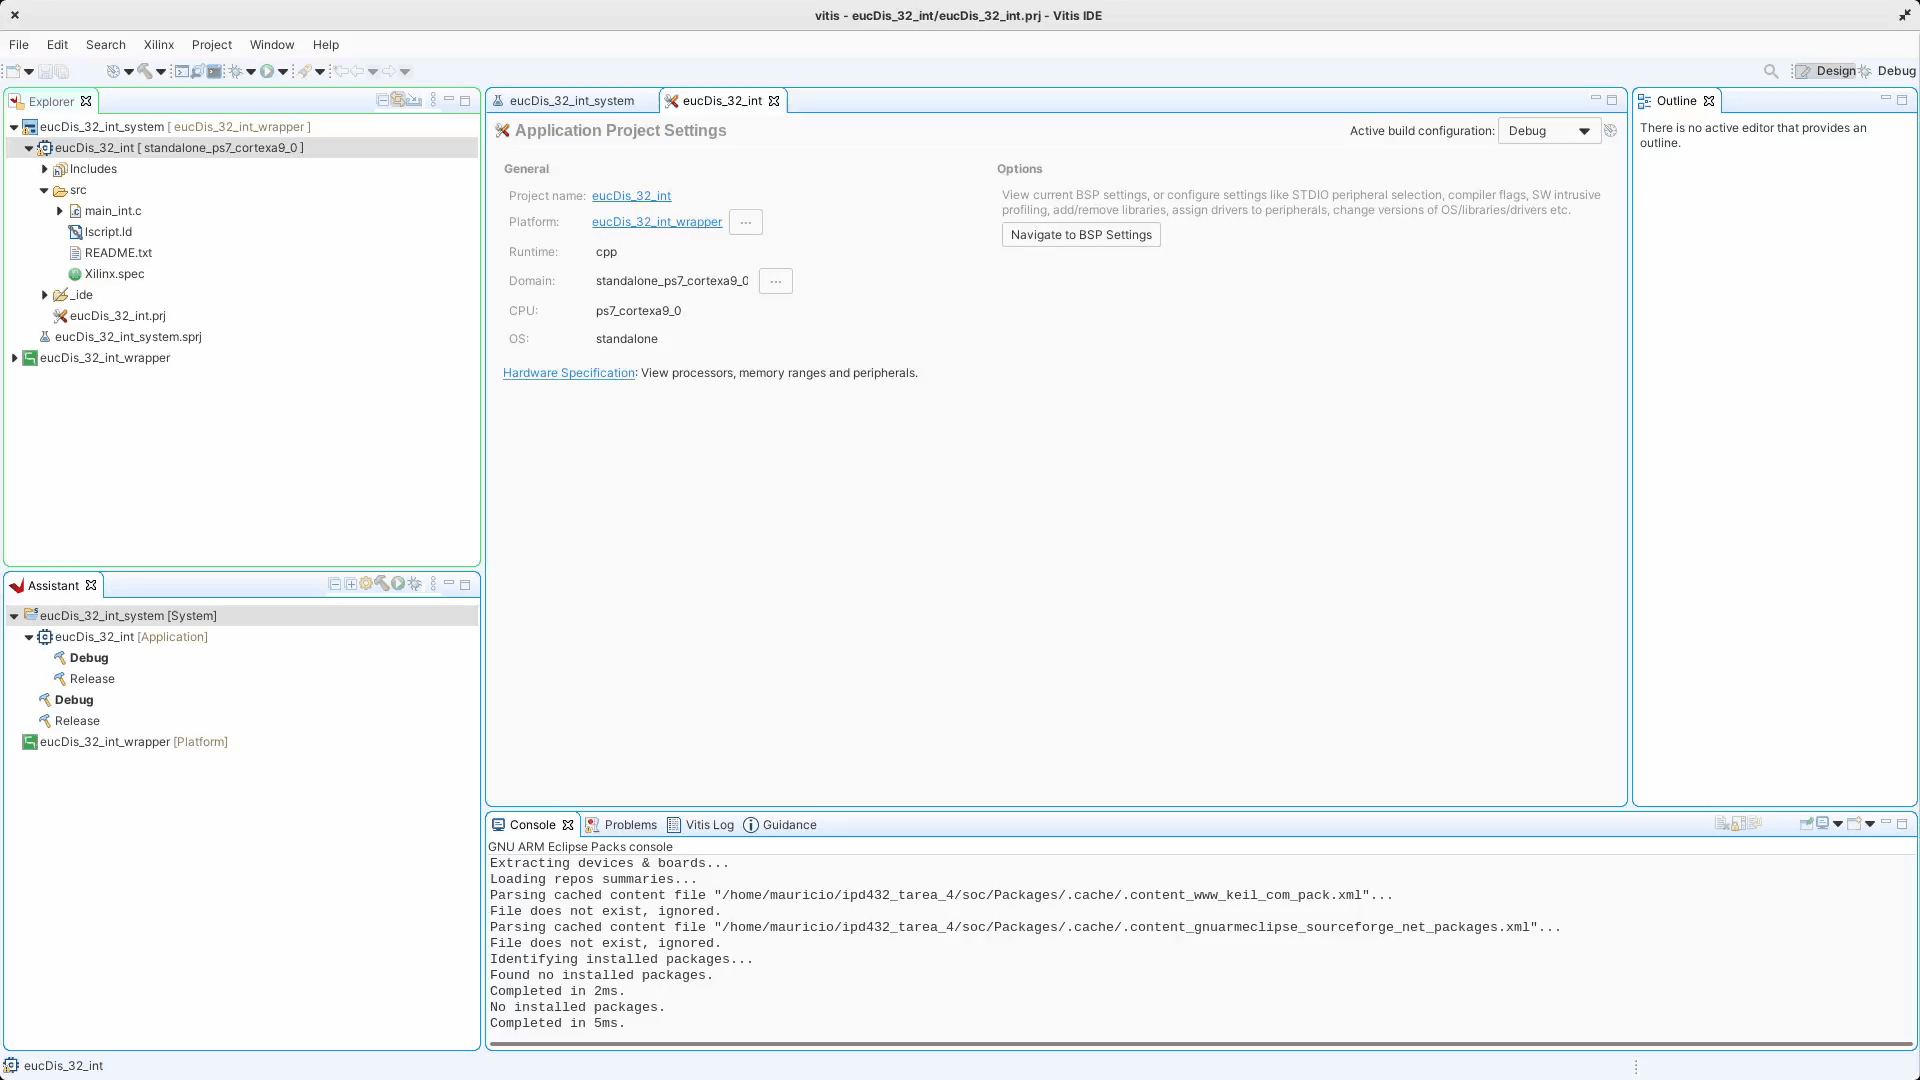 vitis - eucDis_32_int/eucDis_32_int.prj - Vitis IDE
File Edit Search Xilinx Project Window Help
Design Debug
Explorer
eucDis_32_int_system [ eucDis_32_int_wrapper ]
eucDis_32_int [ standalone_ps7_cortexa9_0 ]
Includes
src
main_int.c
lscript.ld
README.txt
Xilinx.spec
_ide
eucDis_32_int.prj
eucDis_32_int_system.sprj
eucDis_32_int_wrapper
Assistant
eucDis_32_int_system [System]
eucDis_32_int [Application]
Debug
Release
Debug
Release
eucDis_32_int_wrapper [Platform]
eucDis_32_int_system eucDis_32_int
Application Project Settings
Active build configuration: Debug
General
Project name: eucDis_32_int
Platform: eucDis_32_int_wrapper ...
Runtime: cpp
Domain: standalone_ps7_cortexa9_0 ...
CPU: ps7_cortexa9_0
OS: standalone
Hardware Specification: View processors, memory ranges and peripherals.
Options
View current BSP settings, or configure settings like STDIO peripheral selection, compiler flags, SW intrusive
profiling, add/remove libraries, assign drivers to peripherals, change versions of OS/libraries/drivers etc.
Navigate to BSP Settings
Outline
There is no active editor that provides an
outline.
Console Problems Vitis Log Guidance
GNU ARM Eclipse Packs console
Extracting devices & boards...
Loading repos summaries...
Parsing cached content file "/home/mauricio/ipd432_tarea_4/soc/Packages/.cache/.content_www_keil_com_pack.xml"...
File does not exist, ignored.
Parsing cached content file "/home/mauricio/ipd432_tarea_4/soc/Packages/.cache/.content_gnuarmeclipse_sourceforge_net_packages.xml"...
File does not exist, ignored.
Identifying installed packages...
Found no installed packages.
Completed in 2ms.
No installed packages.
Completed in 5ms.
eucDis_32_int